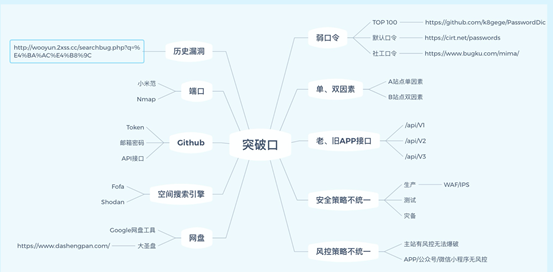 突破口
历史漏洞
http://wooyun.2xss.cc/searchbug.php?q=%
E4%BA%AC%E4%B8%9C
端口
小米范
Nmap
Github
Token
邮箱密码
API接口
空间搜索引擎
Fofa
Shodan
网盘
Google网盘工具
大圣盘
https://www.dashengpan.com/
弱口令
TOP 100
https://github.com/k8gege/PasswordDic
默认口令
https://cirt.net/passwords
社工口令
https://www.bugku.com/mima/
单、双因素
A站点单因素
B站点双因素
老、旧APP接口
/api/V1
/api/V2
/api/V3
安全策略不统一
生产
WAF/IPS
测试
灾备
风控策略不统一
主站有风控无法爆破
APP/公众号/微信小程序无风控